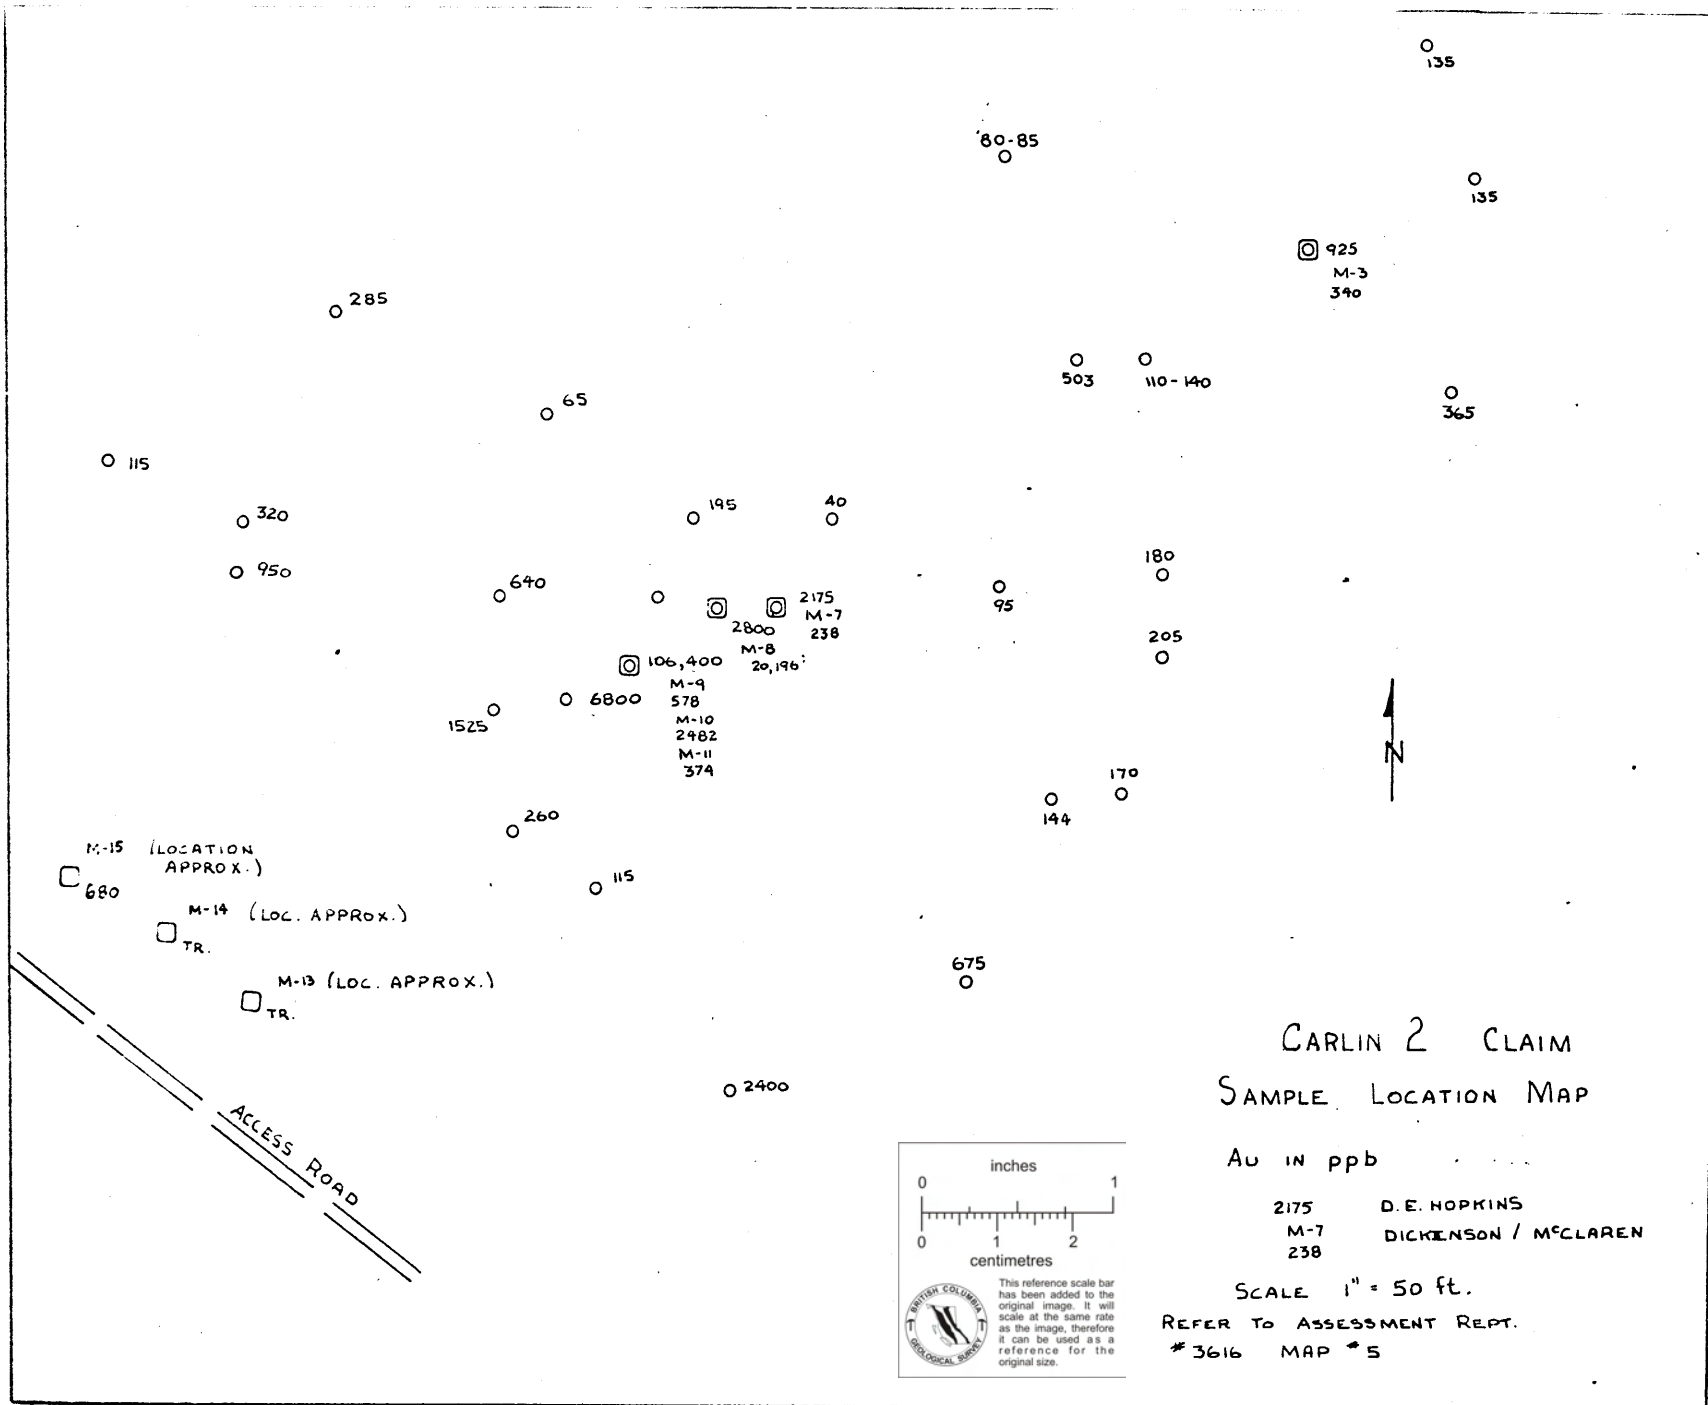 135
80-85
135
925
M-3
340
285
503
110-140
365
65
115
320
195
40
950
640
180
95
2175
M-7
238
2800
M-8
20,196
205
106,400
M-9
578
M-10
2482
M-11
374
6800
1525
N
170
144
260
M-15 (LOCATION
APPROX.)
680
115
M-14 (LOC. APPROX.)
TR.
M-13 (LOC. APPROX.)
TR.
675
2400
ACCESS ROAD
CARLIN 2 CLAIM
SAMPLE LOCATION MAP
Au IN ppb
2175 D.E. HOPKINS
M-7 DICKENSON / McCLAREN
238
SCALE 1" = 50 ft.
REFER TO ASSESSMENT REPT.
# 3616 MAP # 5
inches
0 1
0 1 2
centimetres
BRITISH COLUMBIA
GEOLOGICAL SURVEY
This reference scale bar
has been added to the
original image. It will
scale at the same rate
as the image, therefore
it can be used as a
reference for the
original size.